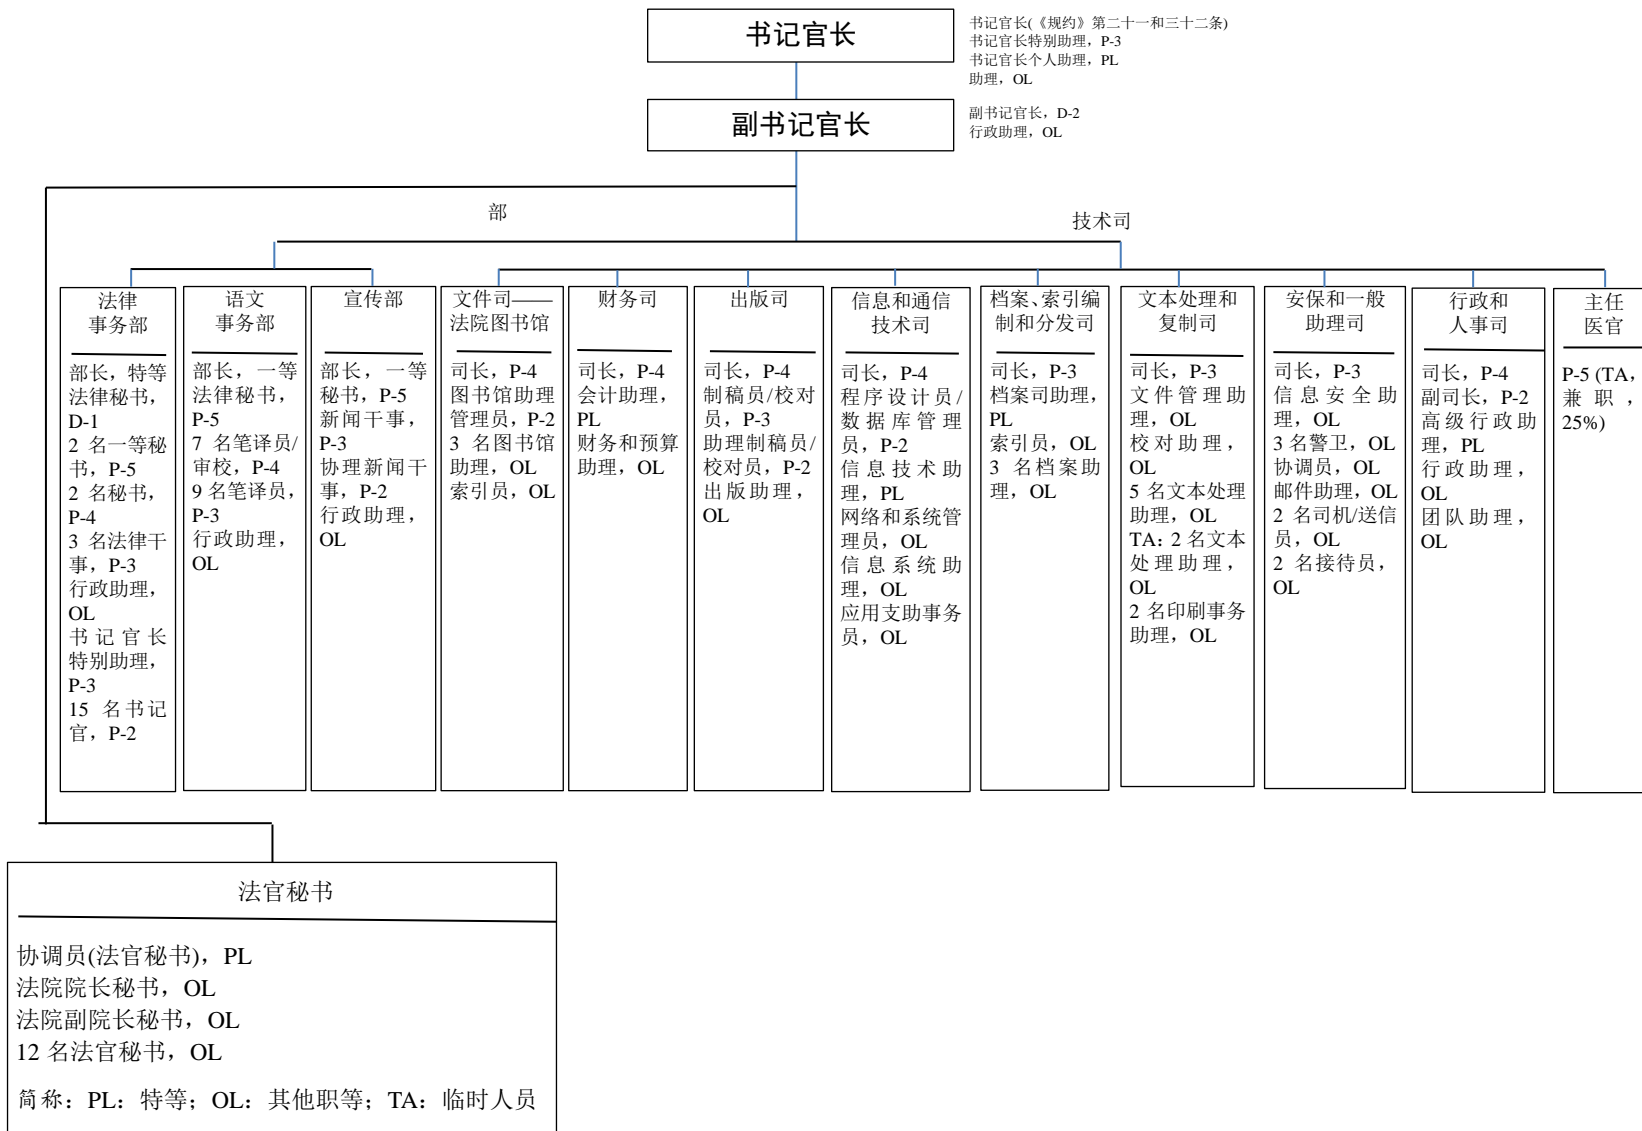 书记官长
书记官长(《规约》第二十一和三十二条)
书记官长特别助理，P-3
书记官长个人助理，PL
助理，OL
副书记官长
副书记官长，D-2
行政助理，OL
部
技术司
法律
事务部
部长，特等
法律秘书，
D-1
2 名一等秘
书，P-5
2 名秘书，
P-4
3 名法律干
事，P-3
行政助理，
OL
书记官长
特别助理，
P-3
15 名书记
官，P-2
语文
事务部
部长，一等
法律秘书，
P-5
7 名笔译员/
审校，P-4
9 名笔译员，
P-3
行政助理，
OL
宣传部
部长，一等
秘书，P-5
新闻干事，
P-3
协理新闻干
事，P-2
行政助理，
OL
文件司——
法院图书馆
司长，P-4
图书馆助理
管理员，P-2
3 名图书馆
助理，OL
索引员，OL
财务司
司长，P-4
会计助理，
PL
财务和预算
助理，OL
出版司
司长，P-4
制稿员/校对
员，P-3
助理制稿员/
校对员，P-2
出版助理，
OL
信息和通信
技术司
司长，P-4
程序设计员/
数据库管理
员，P-2
信息技术助
理，PL
网络和系统管
理员，OL
信息系统助
理，OL
应用支助事务
员，OL
档案、索引编
制和分发司
司长，P-3
档案司助理，
PL
索引员，OL
3 名档案助
理，OL
文本处理和
复制司
司长，P-3
文件管理助
理，OL
校对助理，
OL
5 名文本处理
助理，OL
TA：2 名文本
处理助理，
OL
2 名印刷事务
助理，OL
安保和一般
助理司
司长，P-3
信息安全助
理，OL
3 名警卫，OL
协调员，OL
邮件助理，OL
2 名司机/送信
员，OL
2 名接待员，
OL
行政和
人事司
司长，P-4
副司长，P-2
高级行政助
理，PL
行政助理，
OL
团队助理，
OL
主任
医官
P-5 (TA，
兼职，
25%)
法官秘书
协调员(法官秘书)，PL
法院院长秘书，OL
法院副院长秘书，OL
12 名法官秘书，OL
简称：PL：特等；OL：其他职等；TA：临时人员